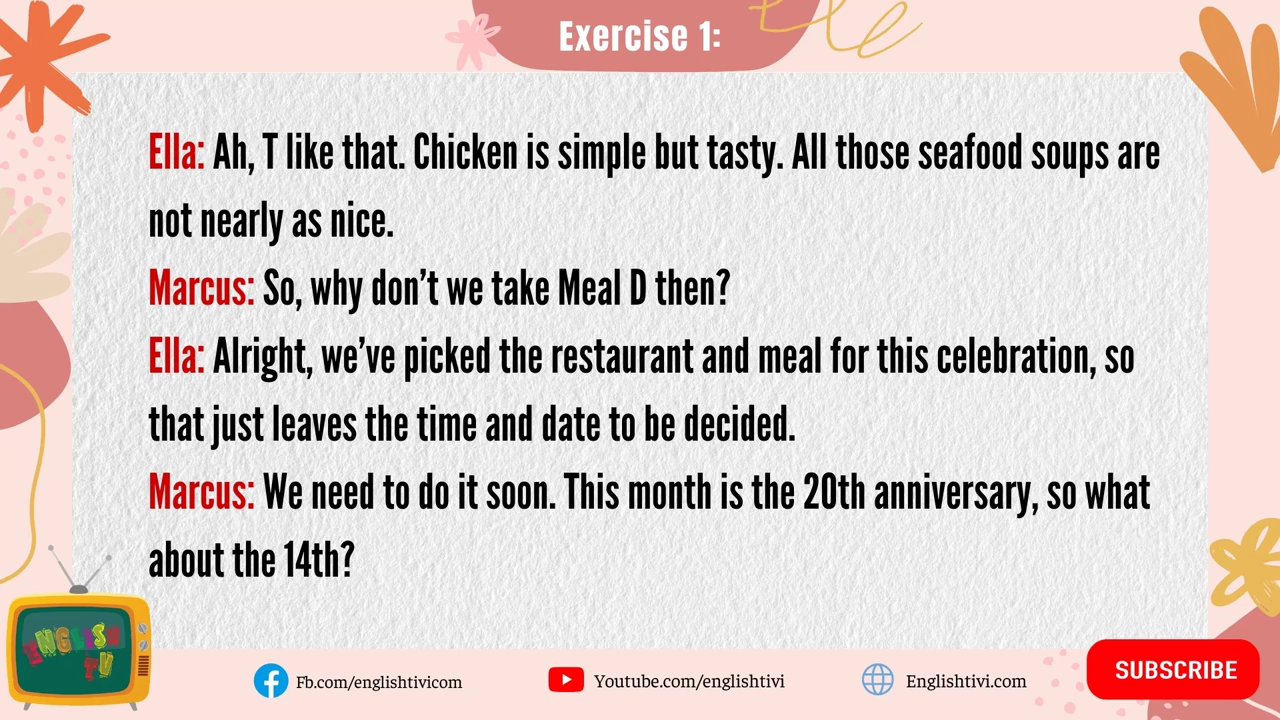 Exercise 1:
Ella: Ah, T like that. Chicken is simple but tasty. All those seafood soups are
not nearly as nice.
Marcus: So, why don't we take Meal D then?
Ella: Alright, we've picked the restaurant and meal for this celebration, so
that just leaves the time and date to be decided.
Marcus: We need to do it soon. This month is the 20th anniversary, so what
about the 14th?
ENGLISH
TV
Fb.com/englishtivicom
Youtube.com/englishtivi
Englishtivi.com
SUBSCRIBE